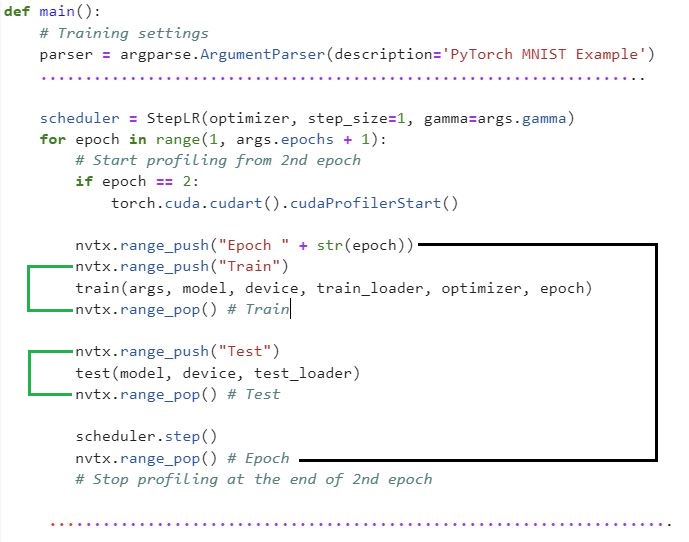 def main():
    # Training settings
    parser = argparse.ArgumentParser(description='PyTorch MNIST Example')
    ....................................................................
    scheduler = StepLR(optimizer, step_size=1, gamma=args.gamma)
    for epoch in range(1, args.epochs + 1):
        # Start profiling from 2nd epoch
        if epoch == 2:
            torch.cuda.cudart().cudaProfilerStart()
        nvtx.range_push("Epoch " + str(epoch))
        nvtx.range_push("Train")
        train(args, model, device, train_loader, optimizer, epoch)
        nvtx.range_pop() # Train
        nvtx.range_push("Test")
        test(model, device, test_loader)
        nvtx.range_pop() # Test
        scheduler.step()
        nvtx.range_pop() # Epoch
        # Stop profiling at the end of 2nd epoch
     ......................................................................